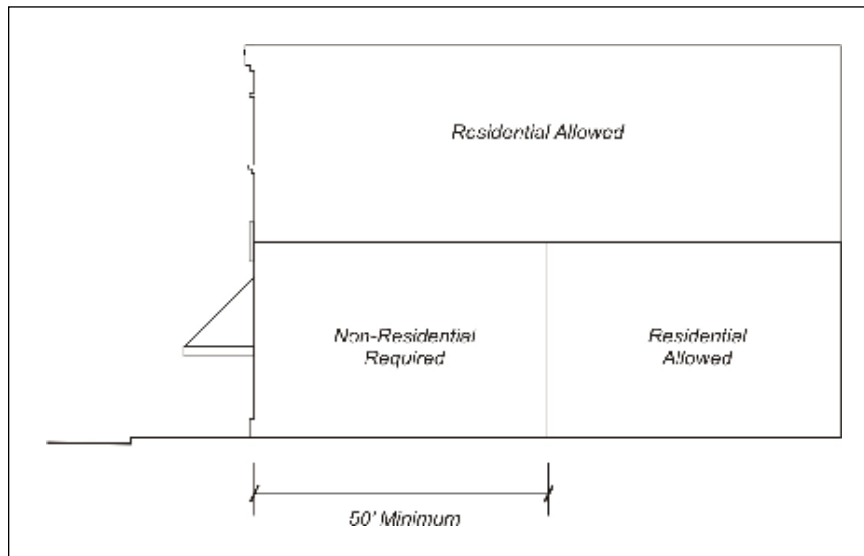 Residential Allowed
Non-Residential
Required
Residential
Allowed
50' Minimum